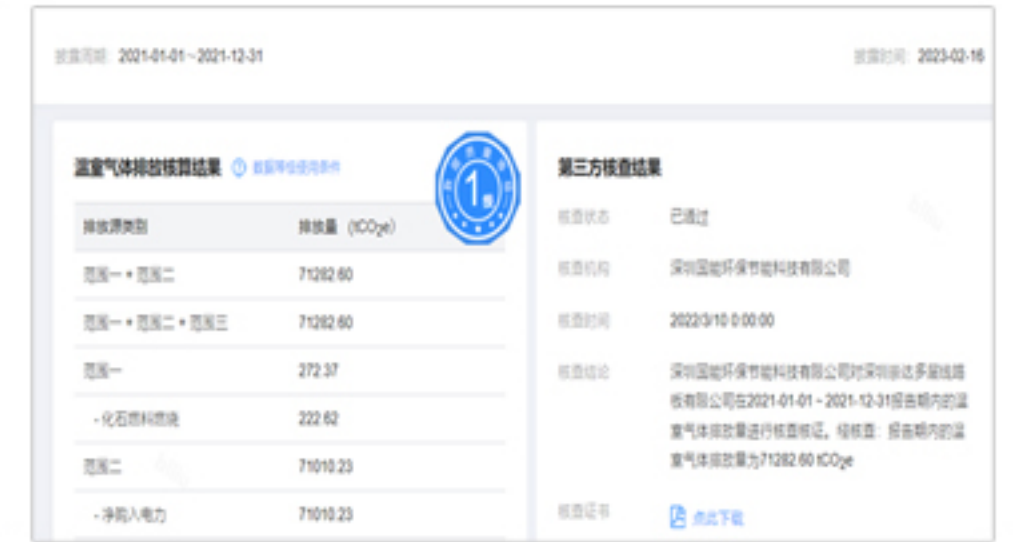 披露周期: 2021-01-01~2021-12-31
披露时间: 2023-02-16
温室气体排放核算结果
数据等级使用条件
1级
排放源类别 排放量 (tCO₂e)
范围一 + 范围二 71282.60
范围一 + 范围二 + 范围三 71282.60
范围一 272.37
- 化石燃料燃烧 222.62
范围二 71010.23
- 净购入电力 71010.23
第三方核查结果
核查状态 已通过
核查机构 深圳国能环保节能科技有限公司
核查时间 2022/3/10 0:00:00
核查结论 深圳国能环保节能科技有限公司对深圳崇达多层线路
板有限公司在2021-01-01 ~ 2021-12-31报告期内的温
室气体排放量进行核查核证。经核查: 报告期内的温
室气体排放量为71282.60 tCO₂e
核查证书 点此下载